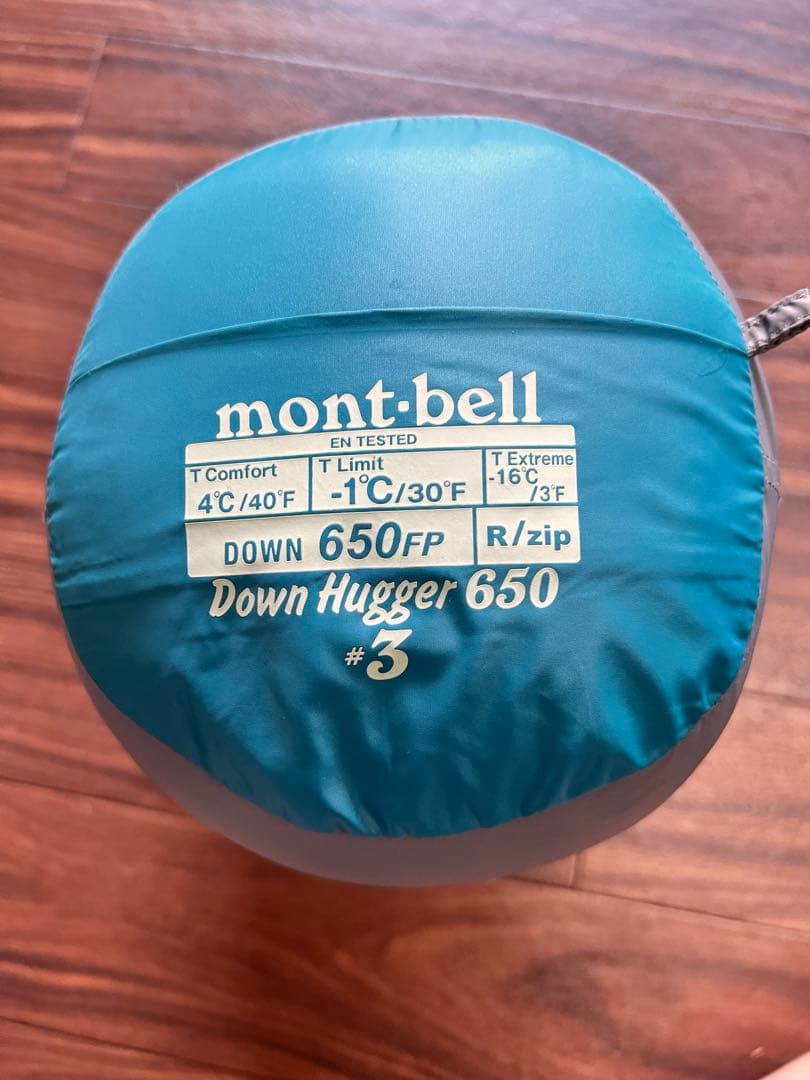 mont-bell
EN TESTED
T Comfort T Limit T Extreme
4℃/40°F -1℃/30°F -16℃/3°F
DOWN 650FP R/zip
Down Hugger 650
#3